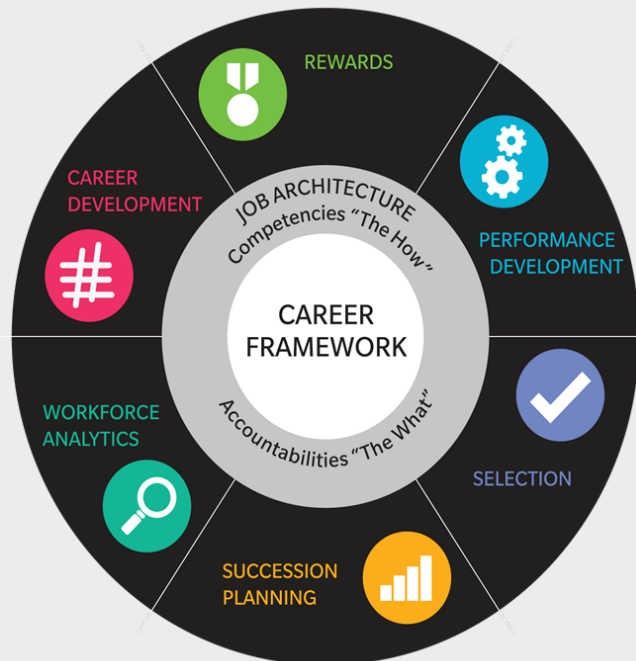 REWARDS
PERFORMANCE
DEVELOPMENT
SELECTION
SUCCESSION
PLANNING
WORKFORCE
ANALYTICS
CAREER
DEVELOPMENT
JOB ARCHITECTURE
Competencies “The How”
CAREER
FRAMEWORK
Accountabilities “The What”